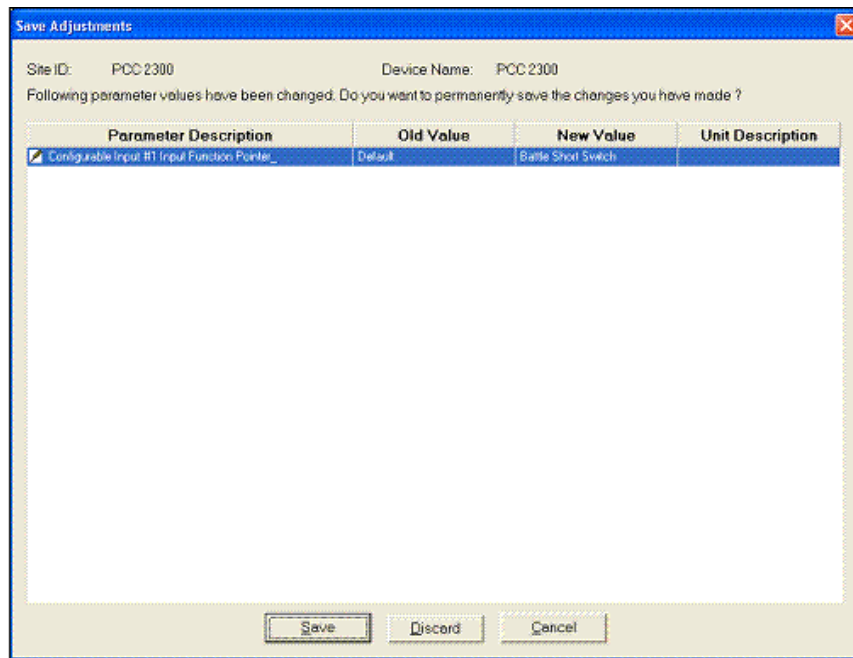 Save Adjustments
Site ID: PCC 2300 Device Name: PCC 2300
Following parameter values have been changed. Do you want to permanently save the changes you have made ?
Parameter Description Old Value New Value Unit Description
Configurable Input #1 Input Function Pointer_ Default Battle Short Switch
Save Discard Cancel